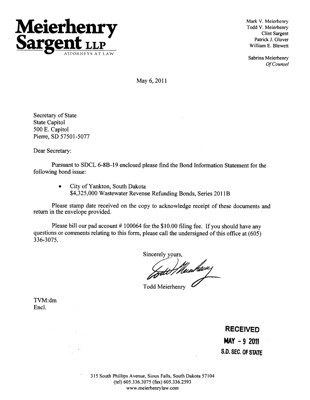 Meierhenry
Sargent LLP
ATTORNEYS AT LAW
Mark V. Meierhenry
Todd V. Meierhenry
Clint Sargent
Patrick J. Glover
William E. Blewett
Sabrina Meierhenry
Of Counsel
May 6, 2011
Secretary of State
State Capitol
500 E. Capitol
Pierre, SD 57501-5077
Dear Secretary:
Pursuant to SDCL 6-8B-19 enclosed please find the Bond Information Statement for the
following bond issue:
• City of Yankton, South Dakota
$4,325,000 Wastewater Revenue Refunding Bonds, Series 2011B
Please stamp date received on the copy to acknowledge receipt of these documents and
return in the envelope provided.
Please bill our pad account # 100064 for the $10.00 filing fee. If you should have any
questions or comments relating to this form, please call the undersigned of this office at (605)
336-3075.
Sincerely yours,
Todd Meierhenry
Todd Meierhenry
TVM:dm
Encl.
RECEIVED
MAY - 9 2011
S.D. SEC. OF STATE
315 South Phillips Avenue, Sioux Falls, South Dakota 57104
(tel) 605.336.3075 (fax) 605.336.2593
www.meierhenrylaw.com